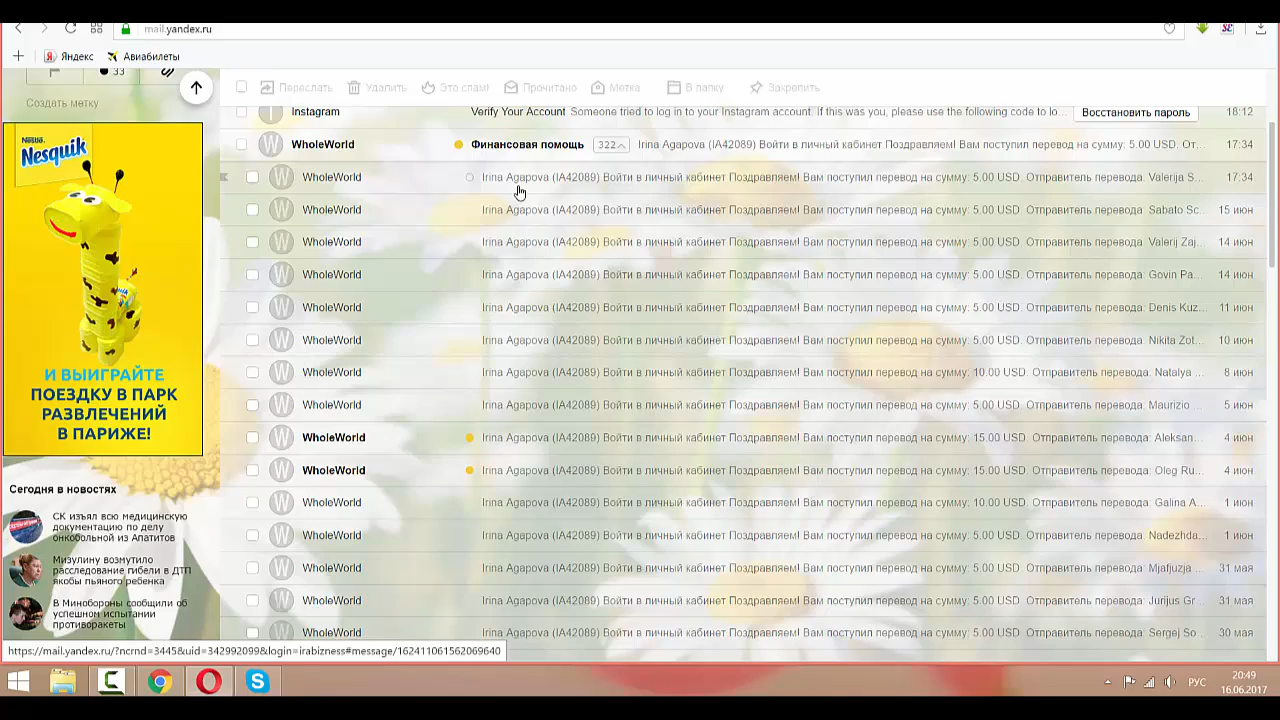 mail.yandex.ru
Яндекс
Авиабилеты
33
Создать метку
Переслать Удалить Это спам! Прочитано Метка В папку Закрепить
Instagram Verify Your Account Someone tried to log in to your Instagram account. If this was you, please use the following code to lo... Восстановить пароль 18:12
WholeWorld Финансовая помощь 322 Irina Agapova (IA42089) Войти в личный кабинет Поздравляем! Вам поступил перевод на сумму: 5.00 USD. От... 17:34
WholeWorld Irina Agapova (IA42089) Войти в личный кабинет Поздравляем! Вам поступил перевод на сумму: 5.00 USD. Отправитель перевода: Valerija S... 17:34
WholeWorld Irina Agapova (IA42089) Войти в личный кабинет Поздравляем! Вам поступил перевод на сумму: 5.00 USD. Отправитель перевода: Sabato Sc... 15 июн
WholeWorld Irina Agapova (IA42089) Войти в личный кабинет Поздравляем! Вам поступил перевод на сумму: 5.00 USD. Отправитель перевода: Valerij Zaj... 14 июн
WholeWorld Irina Agapova (IA42089) Войти в личный кабинет Поздравляем! Вам поступил перевод на сумму: 5.00 USD. Отправитель перевода: Govin Pa... 14 июн
WholeWorld Irina Agapova (IA42089) Войти в личный кабинет Поздравляем! Вам поступил перевод на сумму: 5.00 USD. Отправитель перевода: Denis Kuz... 11 июн
WholeWorld Irina Agapova (IA42089) Войти в личный кабинет Поздравляем! Вам поступил перевод на сумму: 5.00 USD. Отправитель перевода: Nikita Zot... 10 июн
WholeWorld Irina Agapova (IA42089) Войти в личный кабинет Поздравляем! Вам поступил перевод на сумму: 10.00 USD. Отправитель перевода: Natalya ... 8 июн
WholeWorld Irina Agapova (IA42089) Войти в личный кабинет Поздравляем! Вам поступил перевод на сумму: 5.00 USD. Отправитель перевода: Maurizio ... 5 июн
WholeWorld Irina Agapova (IA42089) Войти в личный кабинет Поздравляем! Вам поступил перевод на сумму: 15.00 USD. Отправитель перевода: Aleksan... 4 июн
WholeWorld Irina Agapova (IA42089) Войти в личный кабинет Поздравляем! Вам поступил перевод на сумму: 15.00 USD. Отправитель перевода: Oleg Ru... 4 июн
WholeWorld Irina Agapova (IA42089) Войти в личный кабинет Поздравляем! Вам поступил перевод на сумму: 10.00 USD. Отправитель перевода: Galina A... 1 июн
WholeWorld Irina Agapova (IA42089) Войти в личный кабинет Поздравляем! Вам поступил перевод на сумму: 5.00 USD. Отправитель перевода: Nadezhda... 1 июн
WholeWorld Irina Agapova (IA42089) Войти в личный кабинет Поздравляем! Вам поступил перевод на сумму: 5.00 USD. Отправитель перевода: Mjafjuzja ... 31 мая
WholeWorld Irina Agapova (IA42089) Войти в личный кабинет Поздравляем! Вам поступил перевод на сумму: 5.00 USD. Отправитель перевода: Jurijus Gr... 31 мая
WholeWorld Irina Agapova (IA42089) Войти в личный кабинет Поздравляем! Вам поступил перевод на сумму: 5.00 USD. Отправитель перевода: Sergej So... 30 мая
Nestle
Nesquik
И ВЫИГРАЙТЕ
ПОЕЗДКУ В ПАРК
РАЗВЛЕЧЕНИЙ
В ПАРИЖЕ!
Сегодня в новостях
СК изъял всю медицинскую
документацию по делу
онкобольной из Апатитов
Мизулину возмутило
расследование гибели в ДТП
якобы пьяного ребенка
В Минобороны сообщили об
успешном испытании
противоракеты
https://mail.yandex.ru/?ncrnd=3445&uid=342992099&login=irabizness#message/162411061562069640
РУС
20:49
16.06.2017